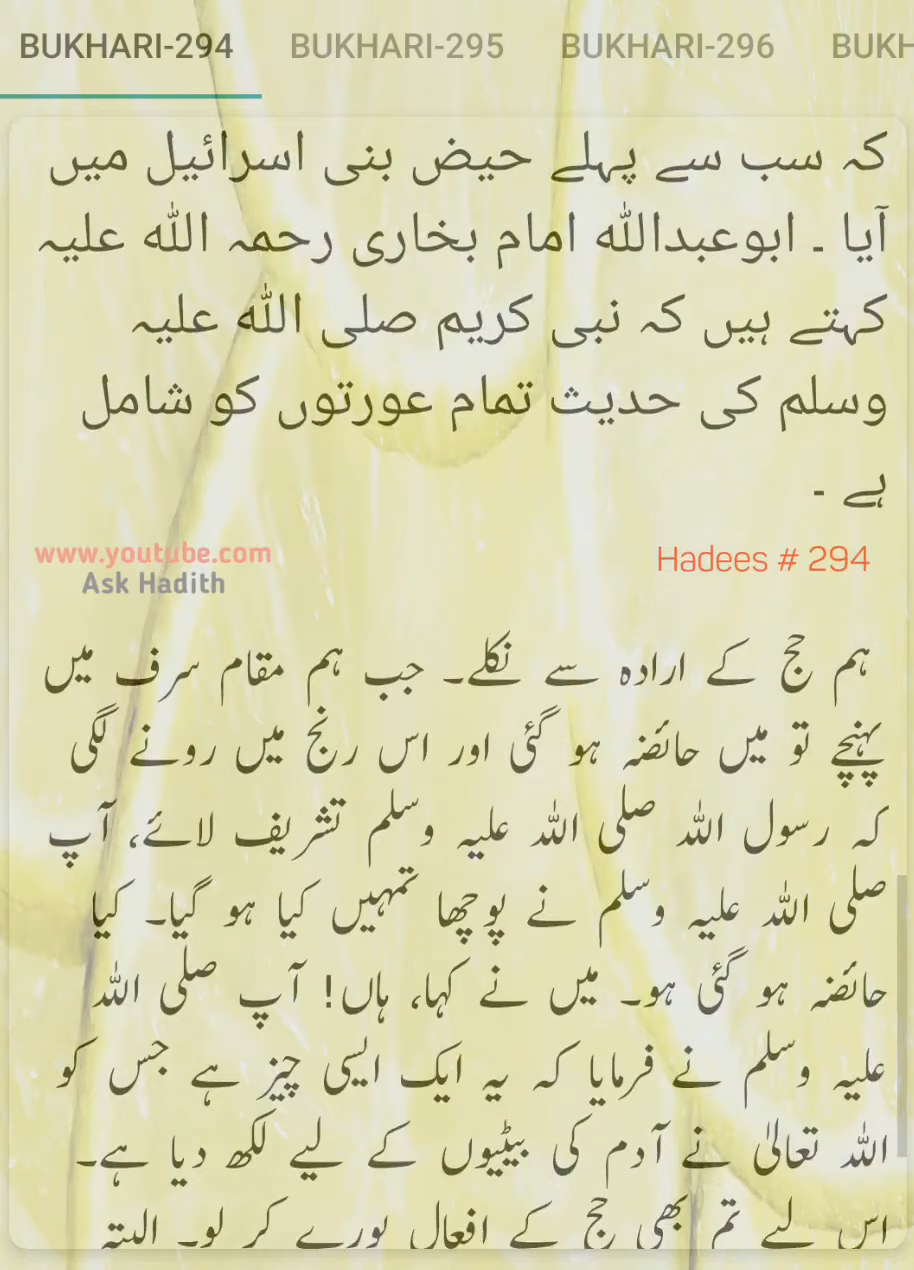 BUKHARI-294 BUKHARI-295 BUKHARI-296 BUKH
کہ سب سے پہلے حیض بنی اسرائیل میں
آیا ۔ ابوعبداللہ امام بخاری رحمہ اللہ علیہ
کہتے ہیں کہ نبی کریم صلی اللہ علیہ
وسلم کی حدیث تمام عورتوں کو شامل
ہے ۔
www.youtube.com
Ask Hadith
Hadees # 294
ہم حج کے ارادہ سے نکلے۔ جب ہم مقام سرف میں
پہنچے تو میں حائضہ ہو گئی اور اس رنج میں رونے لگی
کہ رسول اللہ صلی اللہ علیہ وسلم تشریف لائے، آپ
صلی اللہ علیہ وسلم نے پوچھا تمہیں کیا ہو گیا۔ کیا
حائضہ ہو گئی ہو۔ میں نے کہا، ہاں! آپ صلی اللہ
علیہ وسلم نے فرمایا کہ یہ ایک ایسی چیز ہے جس کو
اللہ تعالیٰ نے آدم کی بیٹیوں کے لیے لکھ دیا ہے۔
اس لیے تم بھی حج کے افعال پورے کر لو۔ البتہ